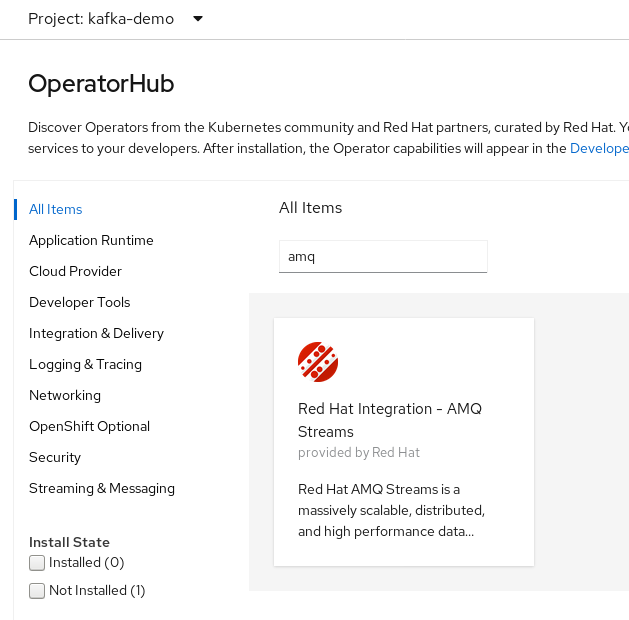 Project: kafka-demo
OperatorHub
Discover Operators from the Kubernetes community and Red Hat partners, curated by Red Hat.
services to your developers. After installation, the Operator capabilities will appear in the
All Items
Application Runtime
Cloud Provider
Developer Tools
Integration & Delivery
Logging & Tracing
Networking
OpenShift Optional
Security
Streaming & Messaging
Install State
Installed (0)
Not Installed (1)
All Items
amq
Red Hat Integration - AMQ
Streams
provided by Red Hat
Red Hat AMQ Streams is a
massively scalable, distributed,
and high performance data...